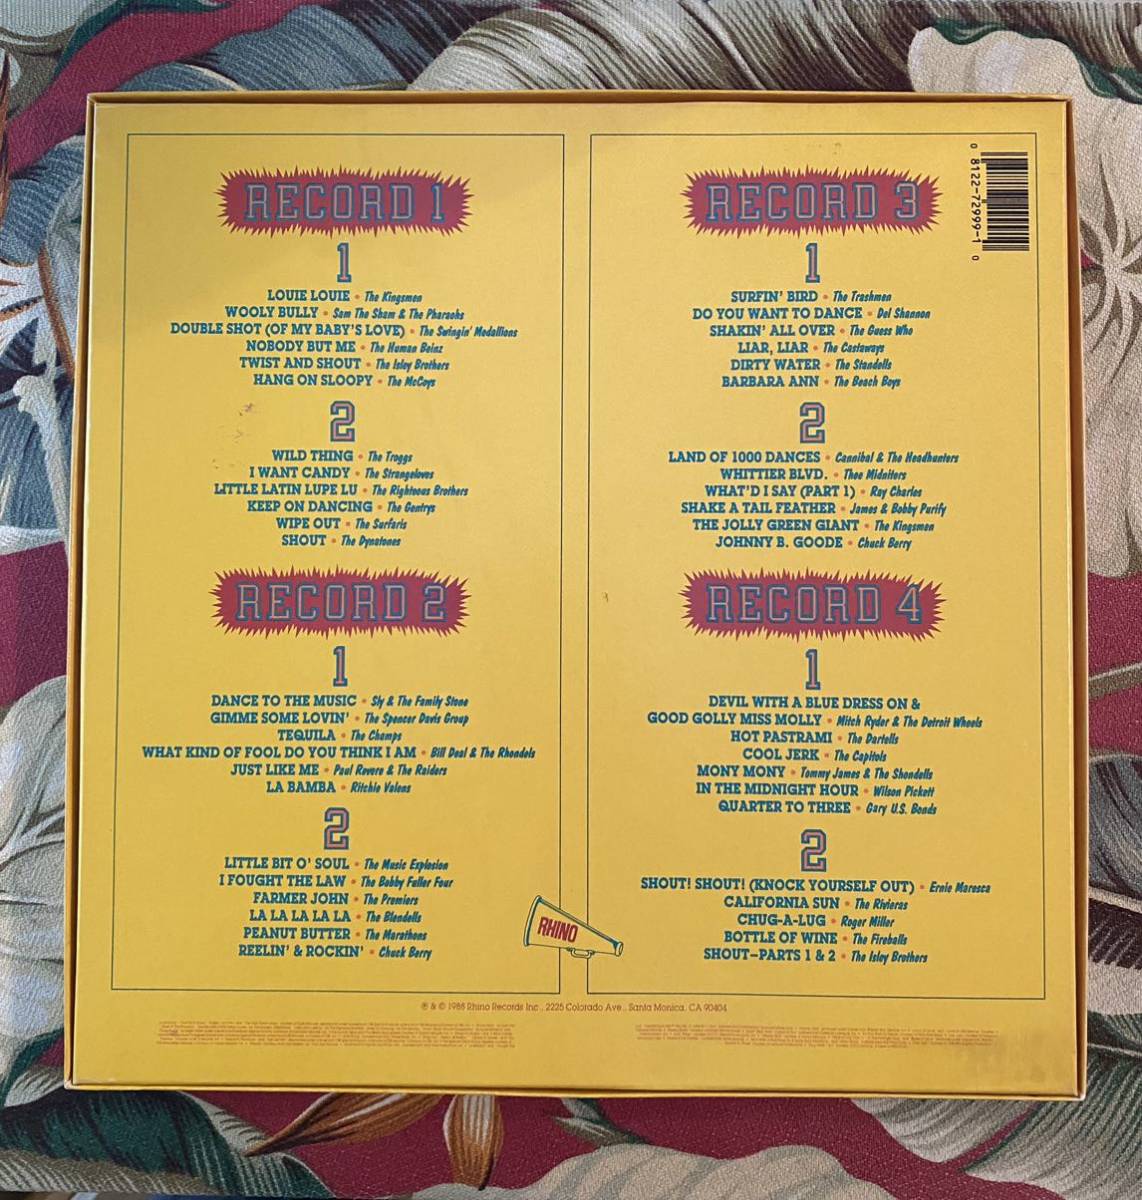 RECORD 1
1
LOUIE LOUIE • The Kingsmen
WOOLY BULLY • Sam The Sham & The Pharaohs
DOUBLE SHOT (OF MY BABY'S LOVE) • The Swingin' Medallions
NOBODY BUT ME • The Human Beinz
TWIST AND SHOUT • The Isley Brothers
HANG ON SLOOPY • The McCoys
2
WILD THING • The Troggs
I WANT CANDY • The Strangeloves
LITTLE LATIN LUPE LU • The Righteous Brothers
KEEP ON DANCING • The Gentrys
WIPE OUT • The Surfaris
SHOUT • The Dynatones
RECORD 2
1
DANCE TO THE MUSIC • Sly & The Family Stone
GIMME SOME LOVIN' • The Spencer Davis Group
TEQUILA • The Champs
WHAT KIND OF FOOL DO YOU THINK I AM • Bill Deal & The Rhondels
JUST LIKE ME • Paul Revere & The Raiders
LA BAMBA • Ritchie Valens
2
LITTLE BIT O' SOUL • The Music Explosion
I FOUGHT THE LAW • The Bobby Fuller Four
FARMER JOHN • The Premiers
LA LA LA LA LA • The Blendells
PEANUT BUTTER • The Marathons
REELIN' & ROCKIN' • Chuck Berry
RECORD 3
1
SURFIN' BIRD • The Trashmen
DO YOU WANT TO DANCE • Del Shannon
SHAKIN' ALL OVER • The Guess Who
LIAR, LIAR • The Castaways
DIRTY WATER • The Standells
BARBARA ANN • The Beach Boys
2
LAND OF 1000 DANCES • Cannibal & The Headhunters
WHITTIER BLVD. • Thee Midniters
WHAT'D I SAY (PART 1) • Ray Charles
SHAKE A TAIL FEATHER • James & Bobby Purify
THE JOLLY GREEN GIANT • The Kingsmen
JOHNNY B. GOODE • Chuck Berry
RECORD 4
1
DEVIL WITH A BLUE DRESS ON &
GOOD GOLLY MISS MOLLY • Mitch Ryder & The Detroit Wheels
HOT PASTRAMI • The Dartells
COOL JERK • The Capitols
MONY MONY • Tommy James & The Shondells
IN THE MIDNIGHT HOUR • Wilson Pickett
QUARTER TO THREE • Gary U.S. Bonds
2
SHOUT! SHOUT! (KNOCK YOURSELF OUT) • Ernie Maresca
CALIFORNIA SUN • The Rivieras
CHUG-A-LUG • Roger Miller
BOTTLE OF WINE • The Fireballs
SHOUT–PARTS 1 & 2 • The Isley Brothers
0 8122-72999-1 0
RHINO
℗ & © 1988 Rhino Records Inc., 2225 Colorado Ave., Santa Monica, CA 90404